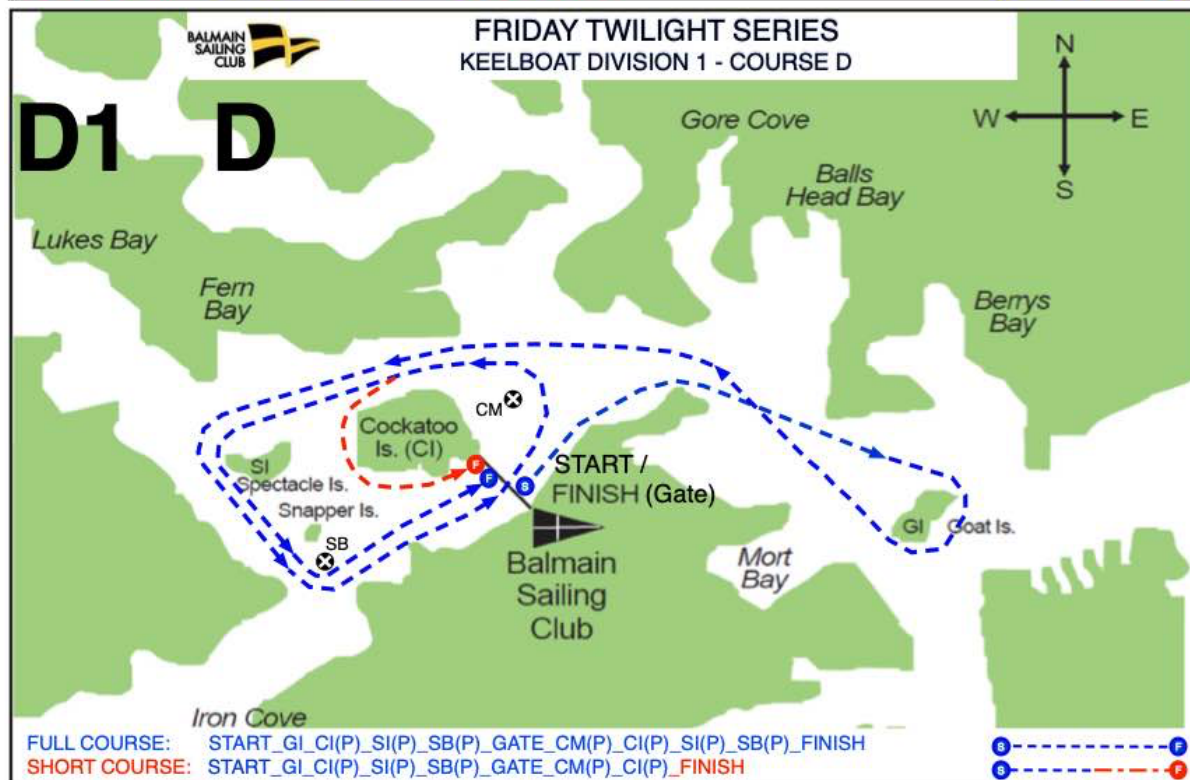 BALMAIN
SAILING
CLUB
FRIDAY TWILIGHT SERIES
KEELBOAT DIVISION 1 - COURSE D
D1 D
N
W E
S
Gore Cove
Balls
Head Bay
Lukes Bay
Fern
Bay
Berrys
Bay
CM
Cockatoo
Is. (CI)
SI
Spectacle Is.
Snapper Is.
SB
F
F
S
START /
FINISH (Gate)
GI
Goat Is.
Balmain
Sailing
Club
Mort
Bay
Iron Cove
FULL COURSE: START_GI_CI(P)_SI(P)_SB(P)_GATE_CM(P)_CI(P)_SI(P)_SB(P)_FINISH
S F
SHORT COURSE: START_GI_CI(P)_SI(P)_SB(P)_GATE_CM(P)_CI(P)_FINISH
S F